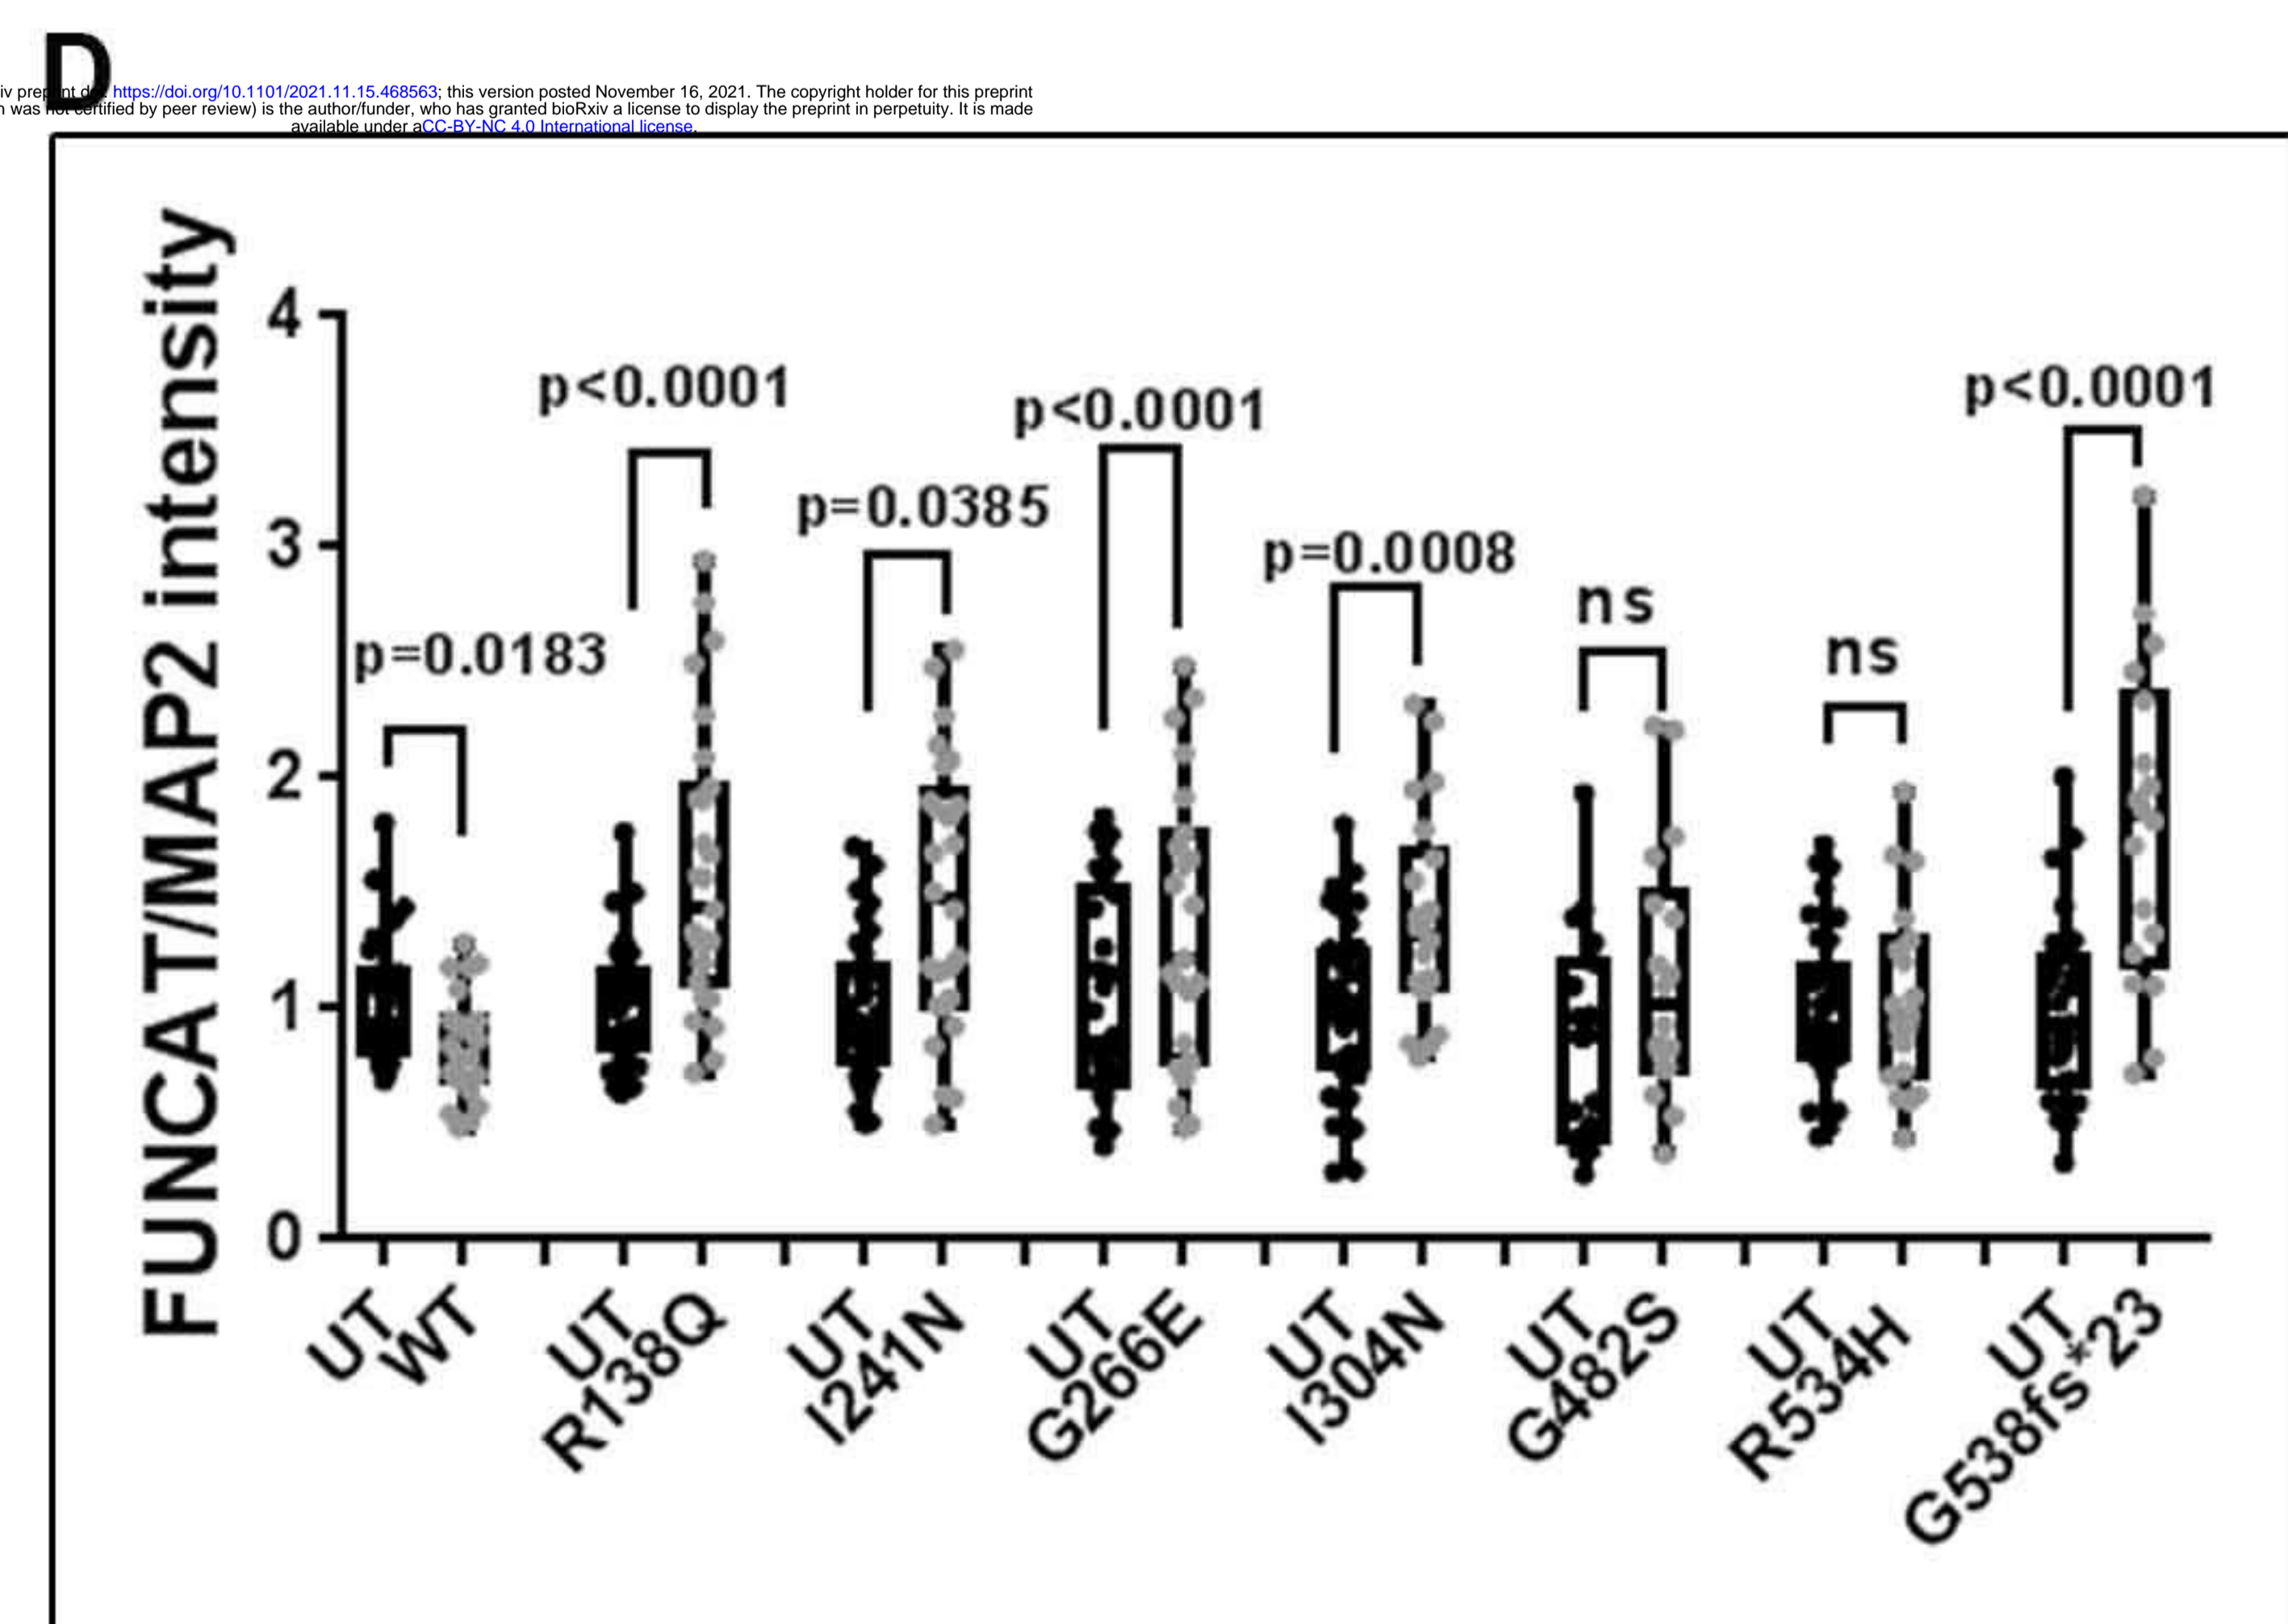 D
iv preprint doi: https://doi.org/10.1101/2021.11.15.468563; this version posted November 16, 2021. The copyright holder for this preprint
n was not certified by peer review) is the author/funder, who has granted bioRxiv a license to display the preprint in perpetuity. It is made
available under aCC-BY-NC 4.0 International license.
FUNCAT/MAP2 intensity
4
3
2
1
0
p=0.0183
p<0.0001
p=0.0385
p<0.0001
p=0.0008
ns
ns
p<0.0001
UT
WT
UT
R138Q
UT
I241N
UT
G266E
UT
I304N
UT
G482S
UT
R534H
UT
G538fs*23